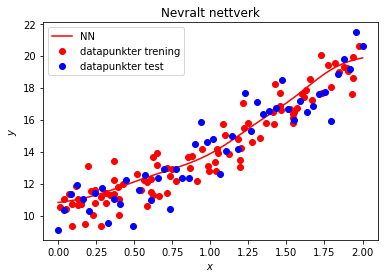 Nevralt nettverk
NN
datapunkter trening
datapunkter test
22
20
18
16
14
12
10
y
0.00 0.25 0.50 0.75 1.00 1.25 1.50 1.75 2.00
x